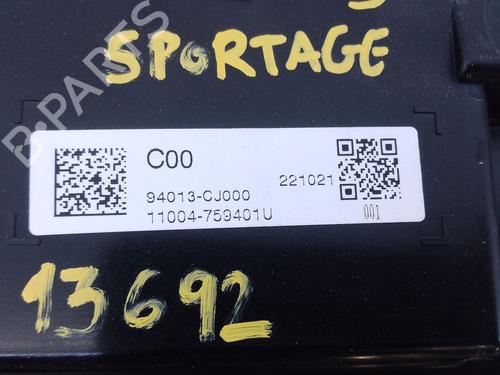 SPORTAGE
B-PARTS
C00
221021
94013-CJ000
11004-759401U
001
13692